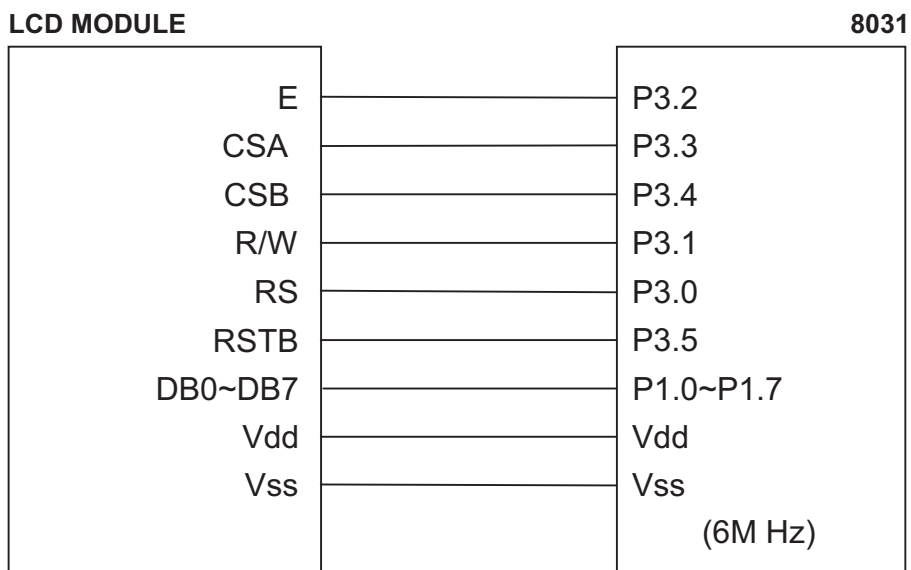 LCD MODULE 8031
E P3.2
CSA P3.3
CSB P3.4
R/W P3.1
RS P3.0
RSTB P3.5
DB0~DB7 P1.0~P1.7
Vdd Vdd
Vss Vss
(6M Hz)